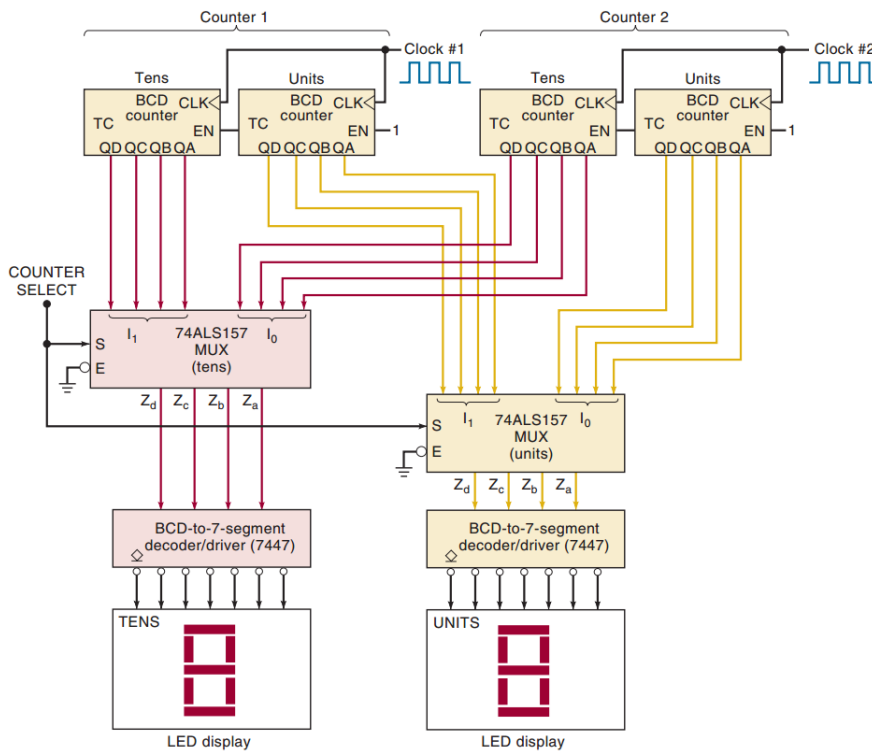 Counter 1
Counter 2
Clock #1
Clock #2
Tens
Units
Tens
Units
BCD CLK
counter
TC
EN
QD QC QB QA
BCD CLK
counter
TC
EN
1
QD QC QB QA
BCD CLK
counter
TC
EN
QD QC QB QA
BCD CLK
counter
TC
EN
1
QD QC QB QA
COUNTER
SELECT
I1
74ALS157
I0
S
MUX
E
(tens)
Zd Zc Zb Za
I1
74ALS157
I0
S
MUX
E
(units)
Zd Zc Zb Za
BCD-to-7-segment
decoder/driver (7447)
BCD-to-7-segment
decoder/driver (7447)
TENS
UNITS
8
8
LED display
LED display